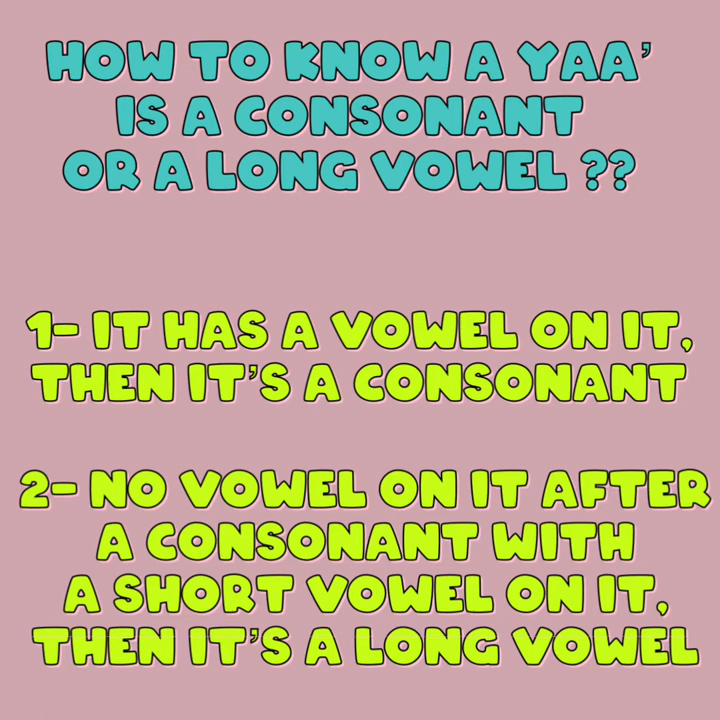 HOW TO KNOW A YAA'
IS A CONSONANT
OR A LONG VOWEL ??
1- IT HAS A VOWEL ON IT,
THEN IT'S A CONSONANT
2- NO VOWEL ON IT AFTER
A CONSONANT WITH
A SHORT VOWEL ON IT,
THEN IT'S A LONG VOWEL